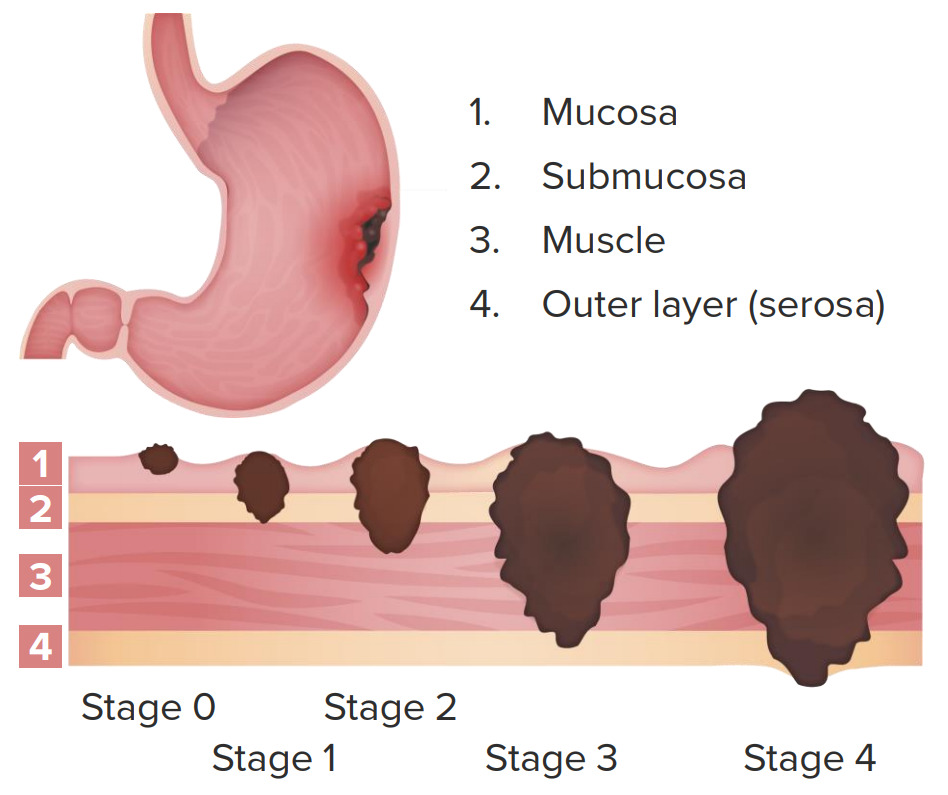 1. Mucosa
2. Submucosa
3. Muscle
4. Outer layer (serosa)
1
2
3
4
Stage 0
Stage 1
Stage 2
Stage 3
Stage 4